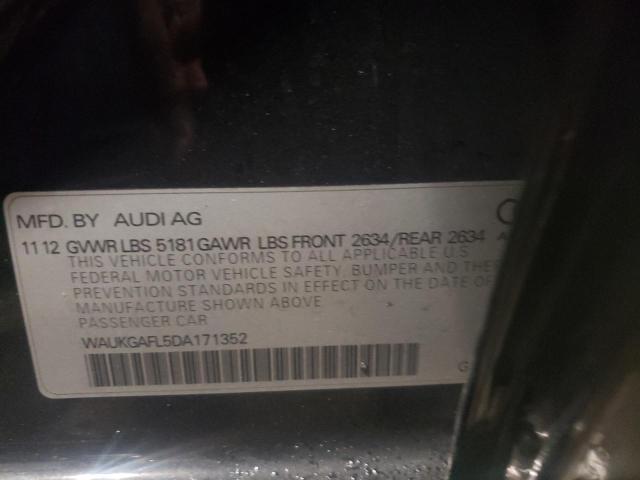 MFD. BY AUDI AG
11 12 GVWR LBS 5181 GAWR LBS FRONT 2634/REAR 2634
THIS VEHICLE CONFORMS TO ALL APPLICABLE U.S
FEDERAL MOTOR VEHICLE SAFETY, BUMPER AND
PREVENTION STANDARDS IN EFFECT ON THE DATE OF
MANUFACTURE SHOWN ABOVE
PASSENGER CAR
WAUKGAFL5DA171352